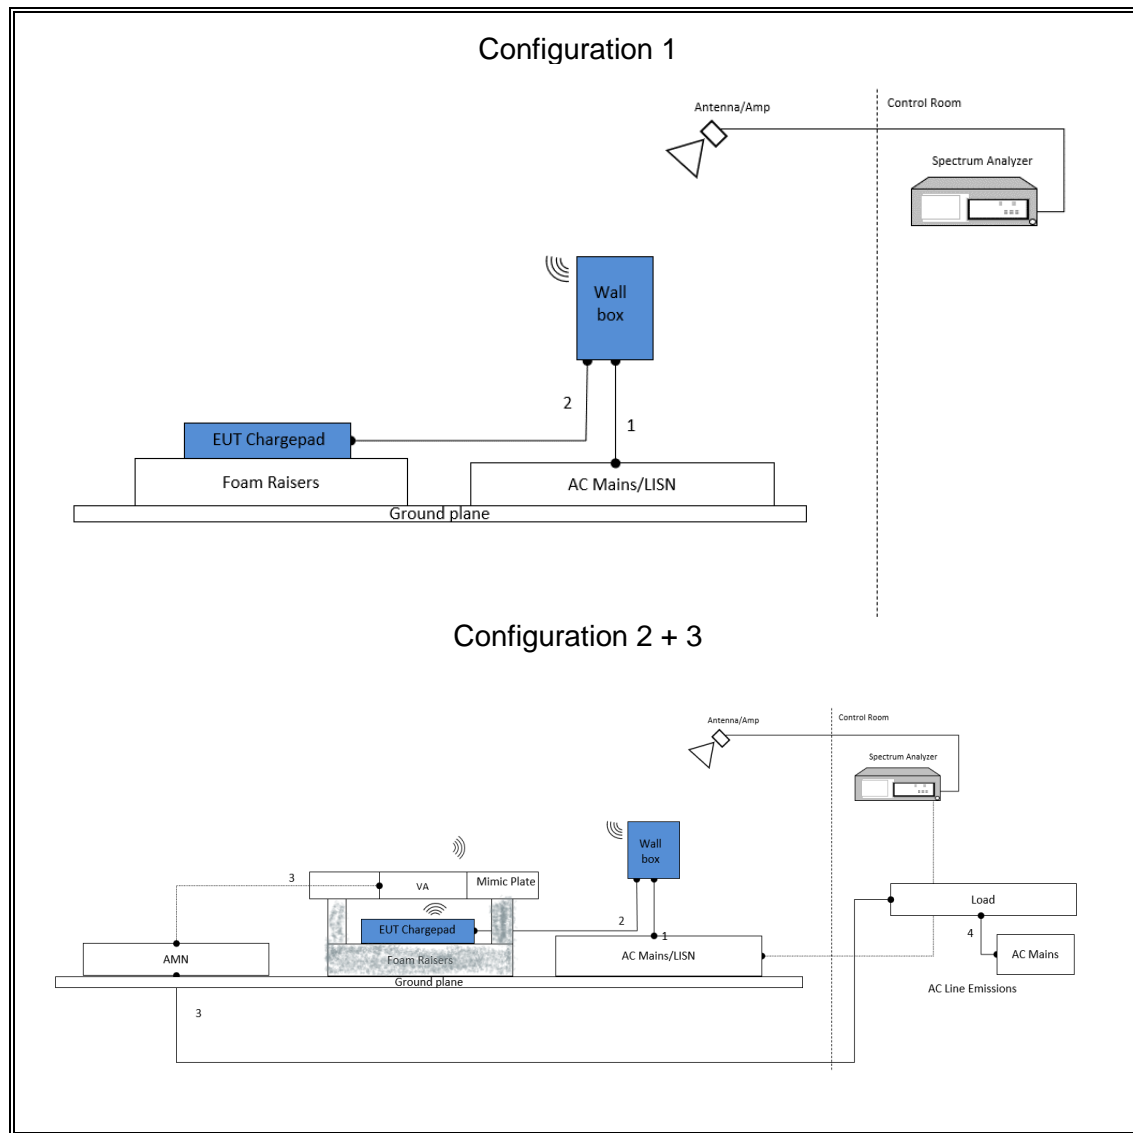 Configuration 1
Antenna/Amp
Control Room
Spectrum Analyzer
Wall
box
2
1
EUT Chargepad
Foam Raisers
AC Mains/LISN
Ground plane
Configuration 2 + 3
Antenna/Amp
Control Room
Spectrum Analyzer
Wall
box
3
VA
Mimic Plate
Load
EUT Chargepad
2
1
4
AMN
Foam Raisers
AC Mains/LISN
AC Mains
Ground plane
AC Line Emissions
3